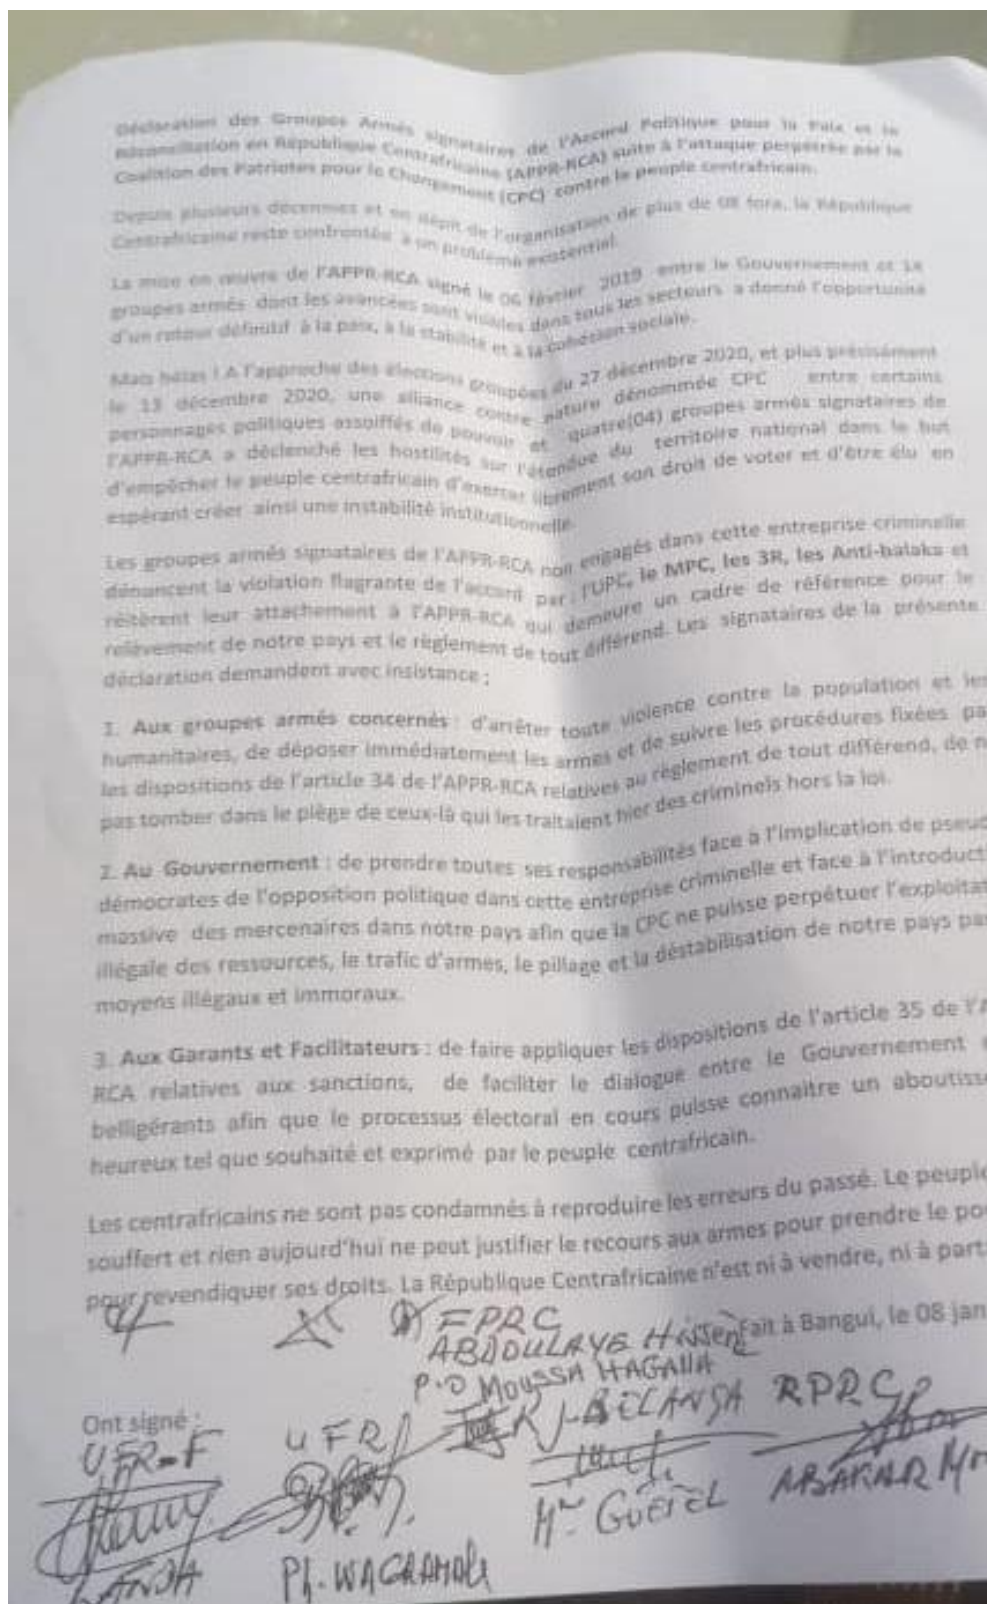 Déclaration des Groupes Armés signataires de l'Accord Politique pour la Paix et la
Réconciliation en République Centrafricaine (APPR-RCA) suite à l'attaque perpétrée par la
Coalition des Patriotes pour le Changement (CPC) contre le peuple centrafricain.
Depuis plusieurs décennies et en dépit de l'organisation de plus de 08 fora, la République
Centrafricaine reste confrontée à un problème existentiel.
La mise en œuvre de l'APPR-RCA signé le 06 février 2019 entre le Gouvernement et 14
groupes armés dont les avancées sont visibles dans tous les secteurs a donné l'opportunité
d'un retour définitif à la paix, à la stabilité et à la cohésion sociale.
Mais hélas ! A l'approche des élections groupées du 27 décembre 2020, et plus précisément
le 13 décembre 2020, une alliance contre nature dénommée CPC entre certains
personnages politiques assoiffés de pouvoir et quatre(04) groupes armés signataires de
l'APPR-RCA a déclenché les hostilités sur l'étendue du territoire national dans le but
d'empêcher le peuple centrafricain d'exercer librement son droit de voter et d'être élu en
espérant créer ainsi une instabilité institutionnelle.
Les groupes armés signataires de l'APPR-RCA non engagés dans cette entreprise criminelle
dénoncent la violation flagrante de l'accord par : l'UPC, le MPC, les 3R, les Anti-balaka et
réitèrent leur attachement à l'APPR-RCA qui demeure un cadre de référence pour le
relèvement de notre pays et le règlement de tout différend. Les signataires de la présente
déclaration demandent avec insistance ;
1. Aux groupes armés concernés : d'arrêter toute violence contre la population et les
humanitaires, de déposer immédiatement les armes et de suivre les procédures fixées pa
les dispositions de l'article 34 de l'APPR-RCA relatives au règlement de tout différend, de n
pas tomber dans le piège de ceux-là qui les traitaient hier des criminels hors la loi.
2. Au Gouvernement : de prendre toutes ses responsabilités face à l'implication de pseud
démocrates de l'opposition politique dans cette entreprise criminelle et face à l'introducti
massive des mercenaires dans notre pays afin que la CPC ne puisse perpétuer l'exploitat
illégale des ressources, le trafic d'armes, le pillage et la déstabilisation de notre pays pa
moyens illégaux et immoraux.
3. Aux Garants et Facilitateurs : de faire appliquer les dispositions de l'article 35 de l'A
RCA relatives aux sanctions, de faciliter le dialogue entre le Gouvernement
belligérants afin que le processus électoral en cours puisse connaitre un aboutisse
heureux tel que souhaité et exprimé par le peuple centrafricain.
Les centrafricains ne sont pas condamnés à reproduire les erreurs du passé. Le peuple
souffert et rien aujourd'hui ne peut justifier le recours aux armes pour prendre le po
pour revendiquer ses droits. La République Centrafricaine n'est ni à vendre, ni à part
FPRC
ABDOULAYE HISSENE
Fait à Bangui, le 08 jan
P.O MOUSSA HAGALLA
Ont signé :
UFR-F
UFR
RJ-BELANGA RPRC
Mr GUETEL ABAKAR
Ph. WAGRAMALE